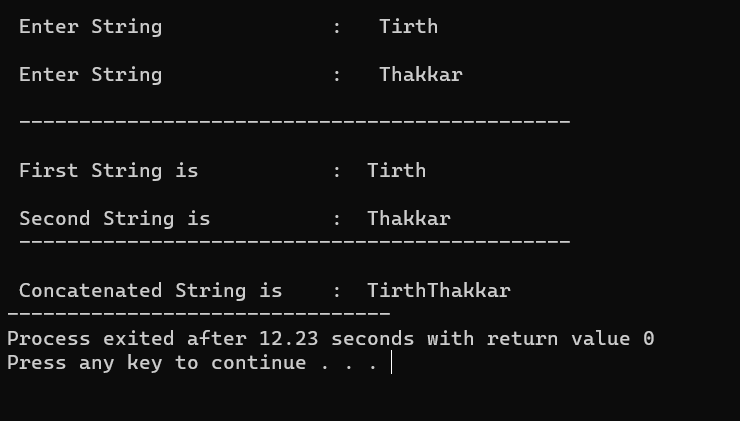 Enter String              :   Tirth
Enter String              :   Thakkar
----------------------------------------------
First String is           :  Tirth
Second String is          :  Thakkar
----------------------------------------------
Concatenated String is    :  TirthThakkar
--------------------------------
Process exited after 12.23 seconds with return value 0
Press any key to continue . . .